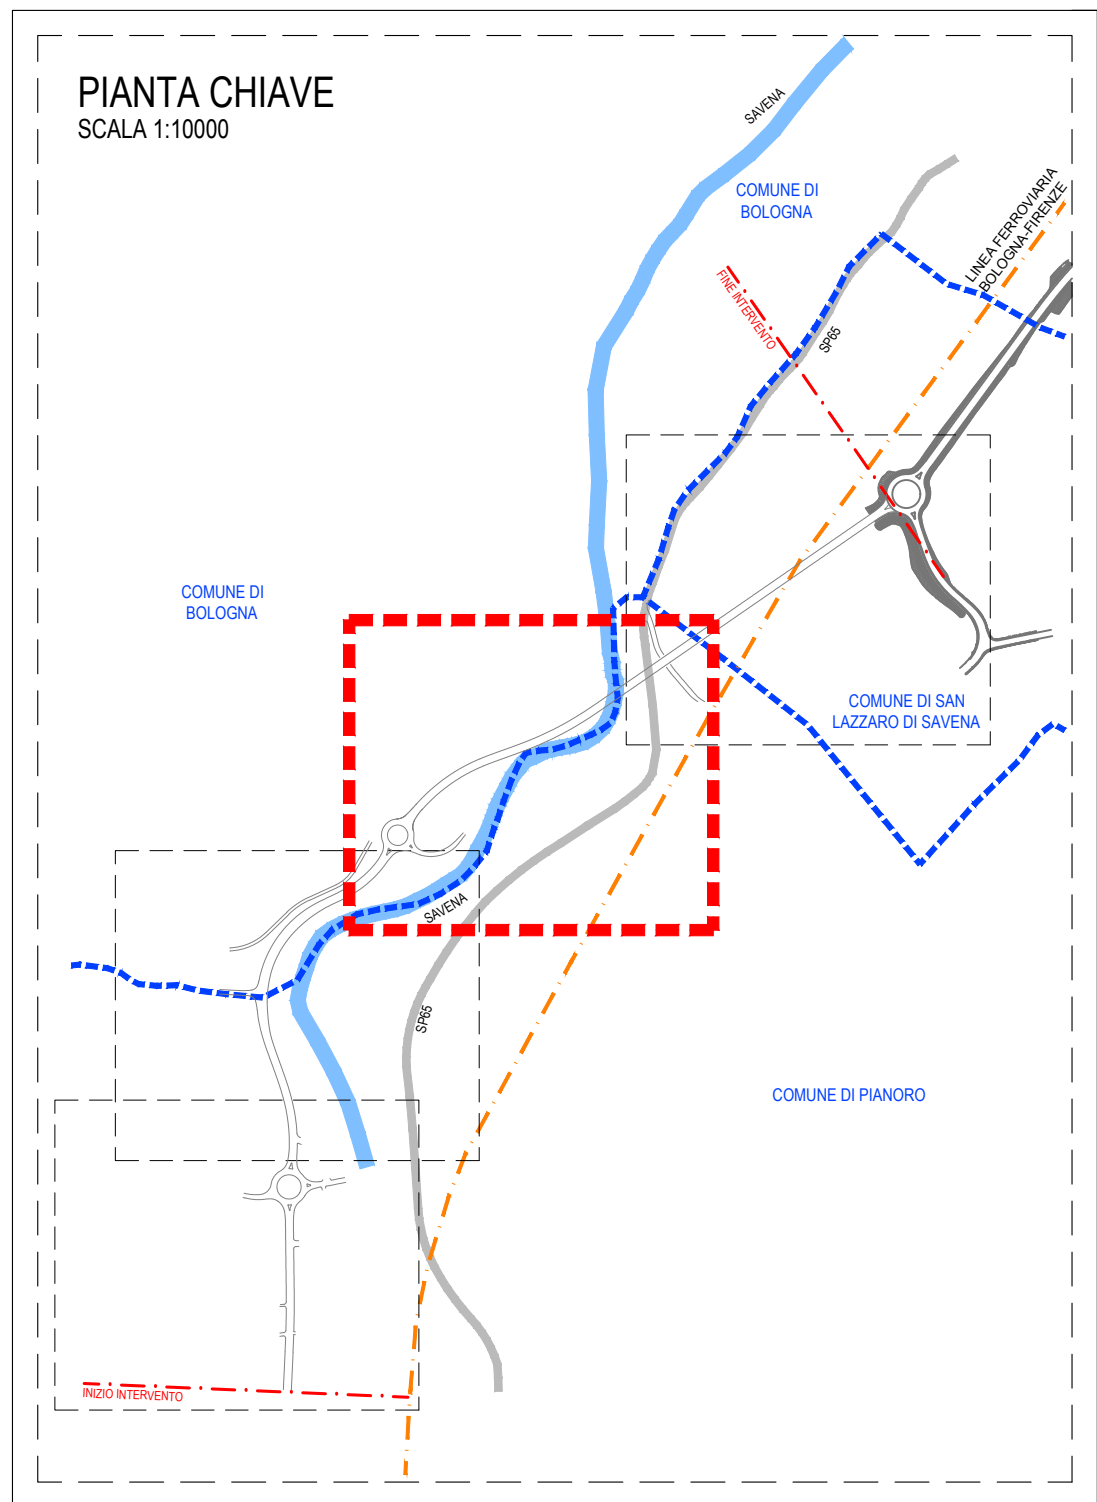 PIANTA CHIAVE
SCALA 1:10000
SAVENA
COMUNE DI
BOLOGNA
LINEA FERROVIARIA
BOLOGNA-FIRENZE
FINE INTERVENTO
SP65
COMUNE DI
BOLOGNA
COMUNE DI SAN
LAZZARO DI SAVENA
SAVENA
SP65
COMUNE DI PIANORO
INIZIO INTERVENTO